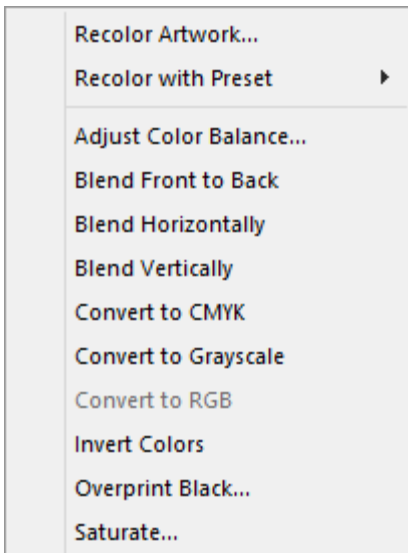 Recolor Artwork...
Recolor with Preset
Adjust Color Balance...
Blend Front to Back
Blend Horizontally
Blend Vertically
Convert to CMYK
Convert to Grayscale
Convert to RGB
Invert Colors
Overprint Black...
Saturate...